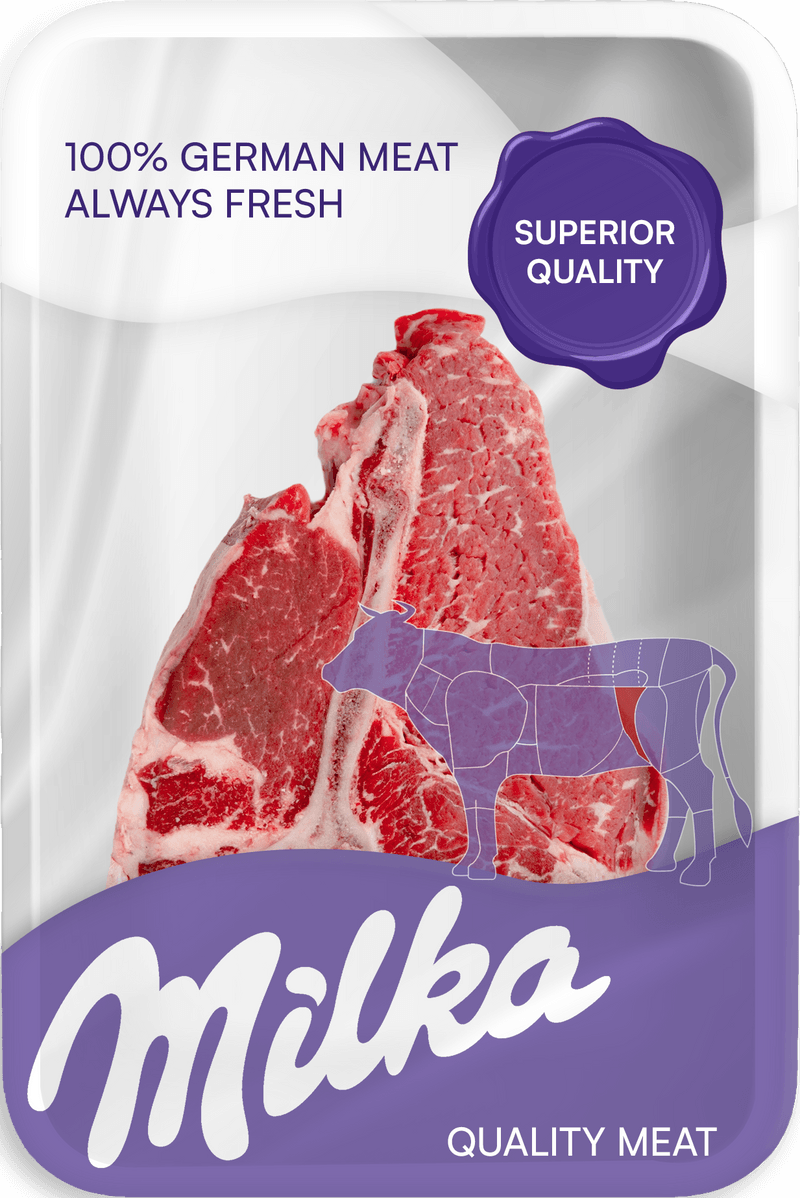 100% GERMAN MEAT
ALWAYS FRESH
SUPERIOR
QUALITY
Milka
QUALITY MEAT